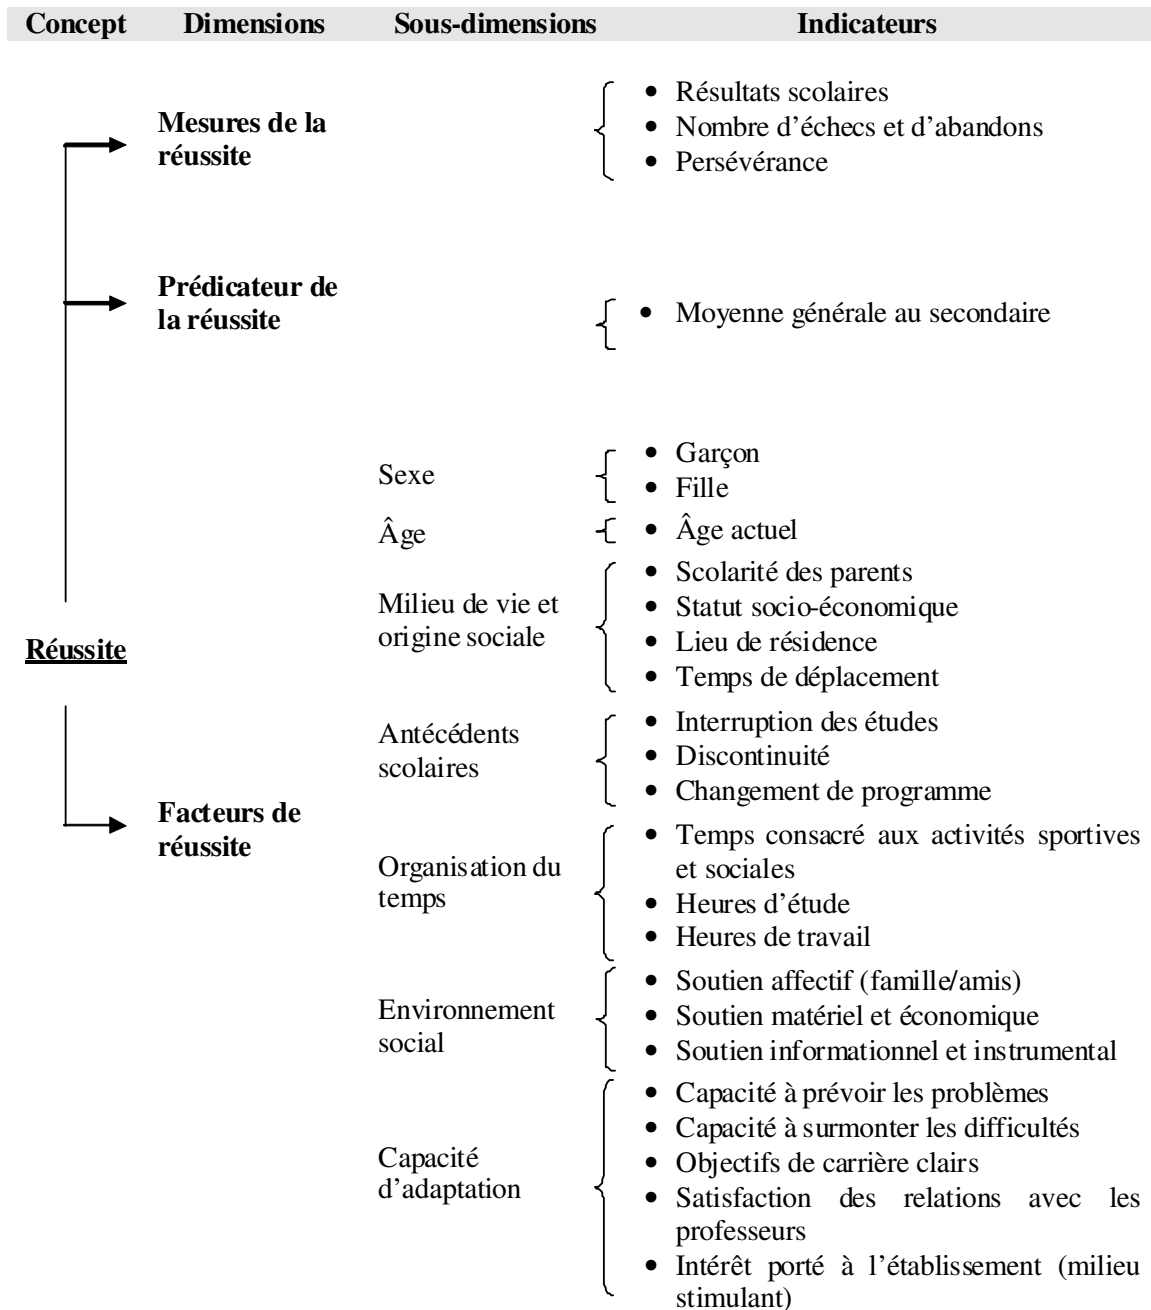 Concept Dimensions Sous-dimensions Indicateurs
Mesures de la
réussite
• Résultats scolaires
• Nombre d'échecs et d'abandons
• Persévérance
Prédicateur de
la réussite
• Moyenne générale au secondaire
Sexe
• Garçon
• Fille
Âge
• Âge actuel
Milieu de vie et
origine sociale
• Scolarité des parents
• Statut socio-économique
• Lieu de résidence
• Temps de déplacement
Réussite
Antécédents
scolaires
• Interruption des études
• Discontinuité
• Changement de programme
Facteurs de
réussite
Organisation du
temps
• Temps consacré aux activités sportives
et sociales
• Heures d'étude
• Heures de travail
Environnement
social
• Soutien affectif (famille/amis)
• Soutien matériel et économique
• Soutien informationnel et instrumental
Capacité
d'adaptation
• Capacité à prévoir les problèmes
• Capacité à surmonter les difficultés
• Objectifs de carrière clairs
• Satisfaction des relations avec les
professeurs
• Intérêt porté à l'établissement (milieu
stimulant)